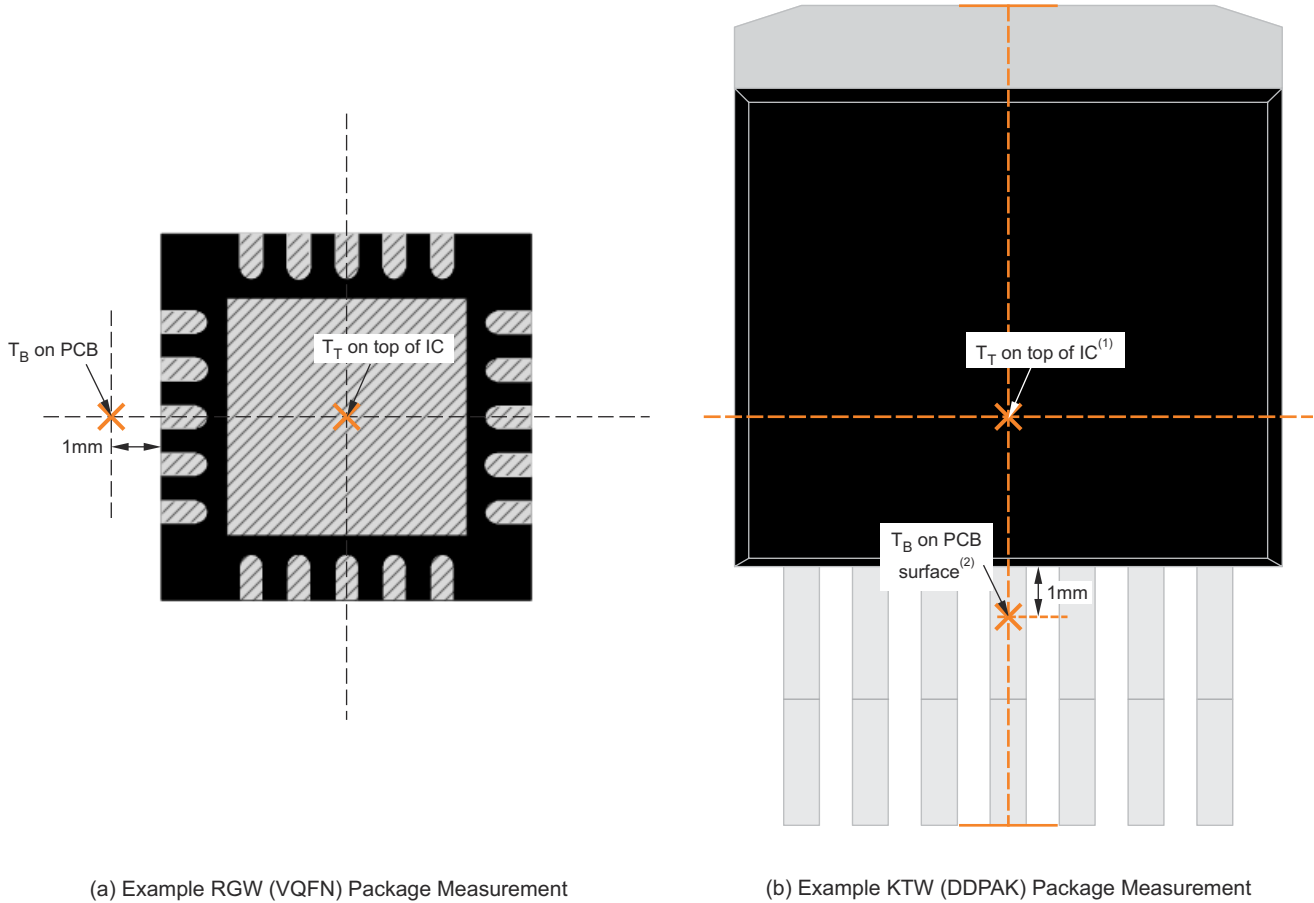 T_B on PCB
T_T on top of IC
1mm
T_T on top of IC(1)
T_B on PCB
surface(2)
1mm
(a) Example RGW (VQFN) Package Measurement
(b) Example KTW (DDPAK) Package Measurement